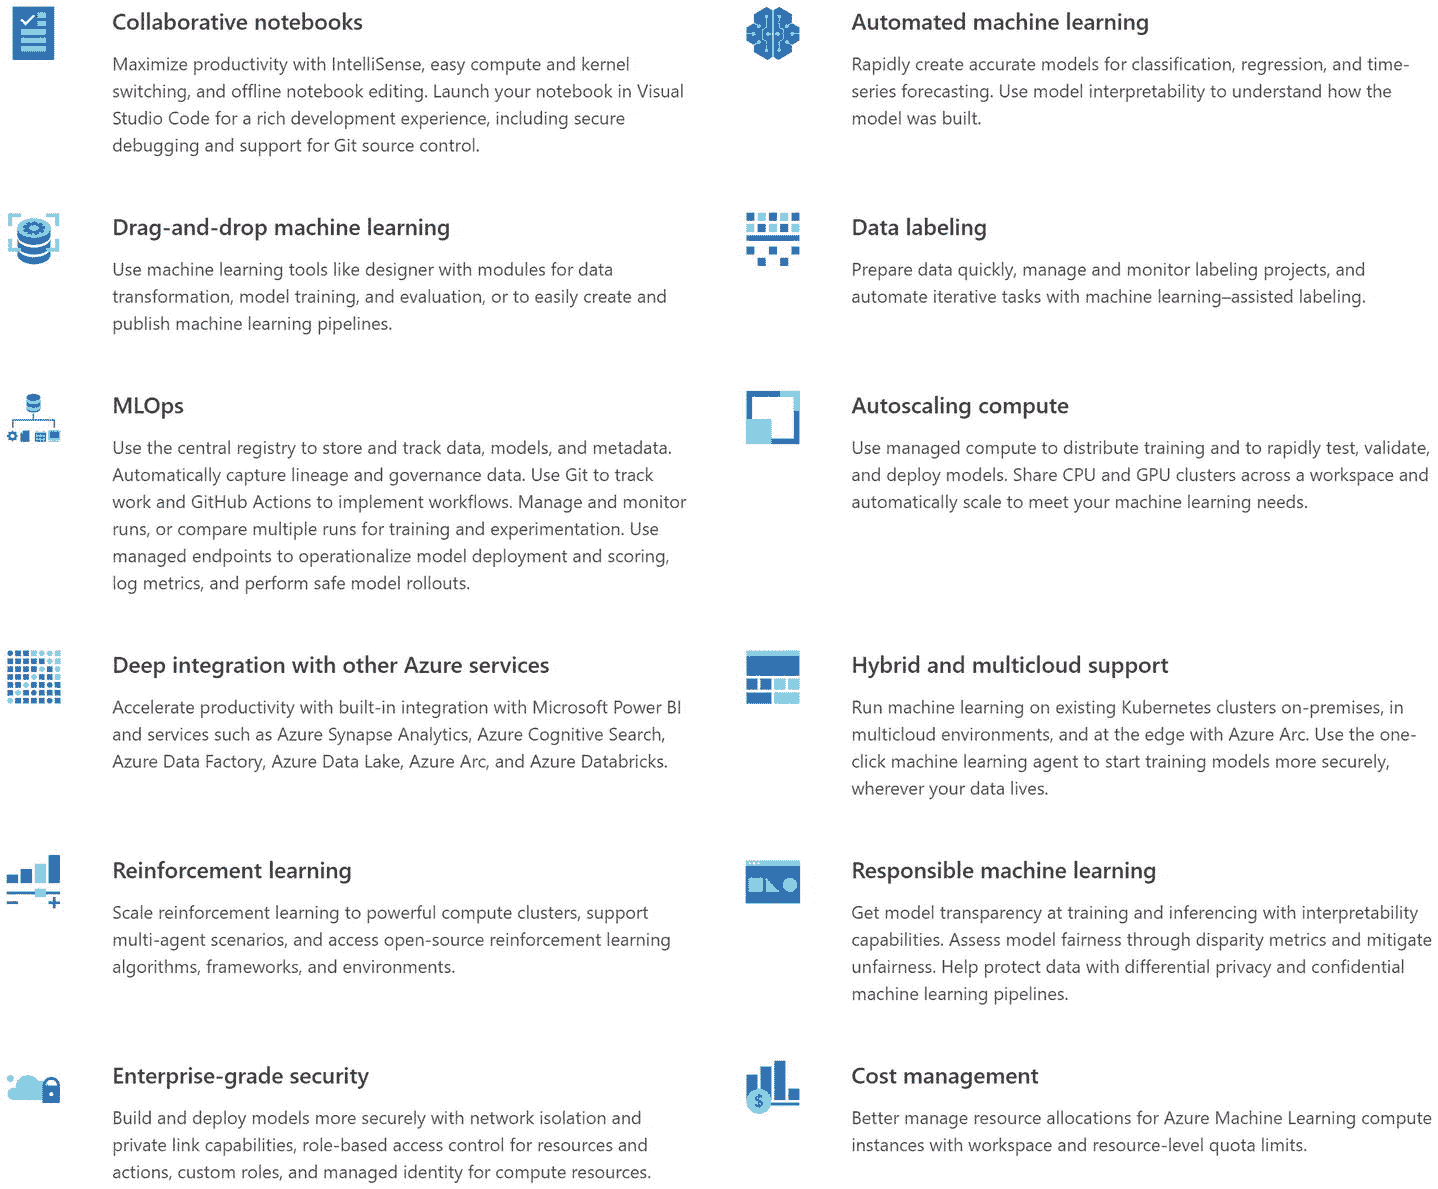 Collaborative notebooks
Maximize productivity with IntelliSense, easy compute and kernel
switching, and offline notebook editing. Launch your notebook in Visual
Studio Code for a rich development experience, including secure
debugging and support for Git source control.
Automated machine learning
Rapidly create accurate models for classification, regression, and time-
series forecasting. Use model interpretability to understand how the
model was built.
Drag-and-drop machine learning
Use machine learning tools like designer with modules for data
transformation, model training, and evaluation, or to easily create and
publish machine learning pipelines.
Data labeling
Prepare data quickly, manage and monitor labeling projects, and
automate iterative tasks with machine learning–assisted labeling.
MLOps
Use the central registry to store and track data, models, and metadata.
Automatically capture lineage and governance data. Use Git to track
work and GitHub Actions to implement workflows. Manage and monitor
runs, or compare multiple runs for training and experimentation. Use
managed endpoints to operationalize model deployment and scoring,
log metrics, and perform safe model rollouts.
Autoscaling compute
Use managed compute to distribute training and to rapidly test, validate,
and deploy models. Share CPU and GPU clusters across a workspace and
automatically scale to meet your machine learning needs.
Deep integration with other Azure services
Accelerate productivity with built-in integration with Microsoft Power BI
and services such as Azure Synapse Analytics, Azure Cognitive Search,
Azure Data Factory, Azure Data Lake, Azure Arc, and Azure Databricks.
Hybrid and multicloud support
Run machine learning on existing Kubernetes clusters on-premises, in
multicloud environments, and at the edge with Azure Arc. Use the one-
click machine learning agent to start training models more securely,
wherever your data lives.
Reinforcement learning
Scale reinforcement learning to powerful compute clusters, support
multi-agent scenarios, and access open-source reinforcement learning
algorithms, frameworks, and environments.
Responsible machine learning
Get model transparency at training and inferencing with interpretability
capabilities. Assess model fairness through disparity metrics and mitigate
unfairness. Help protect data with differential privacy and confidential
machine learning pipelines.
Enterprise-grade security
Build and deploy models more securely with network isolation and
private link capabilities, role-based access control for resources and
actions, custom roles, and managed identity for compute resources.
$
Cost management
Better manage resource allocations for Azure Machine Learning compute
instances with workspace and resource-level quota limits.